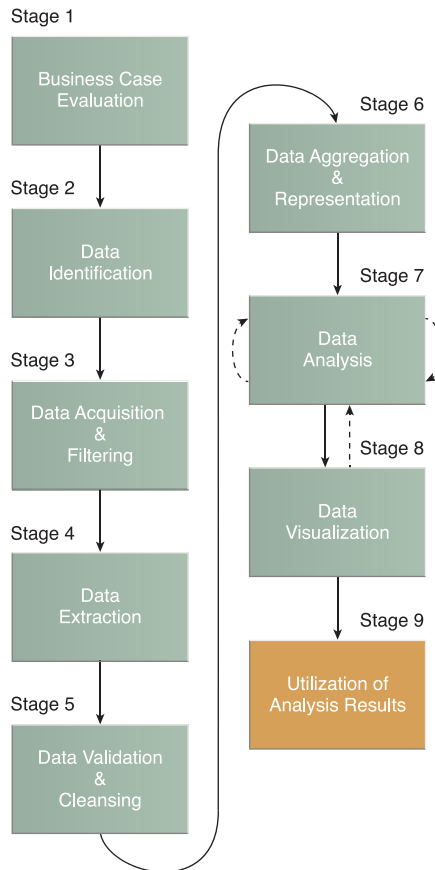 Stage 1
Business Case
Evaluation
Stage 2
Data
Identification
Stage 3
Data Acquisition
&
Filtering
Stage 4
Data
Extraction
Stage 5
Data Validation
&
Cleansing
Stage 6
Data Aggregation
&
Representation
Stage 7
Data
Analysis
Stage 8
Data
Visualization
Stage 9
Utilization of
Analysis Results